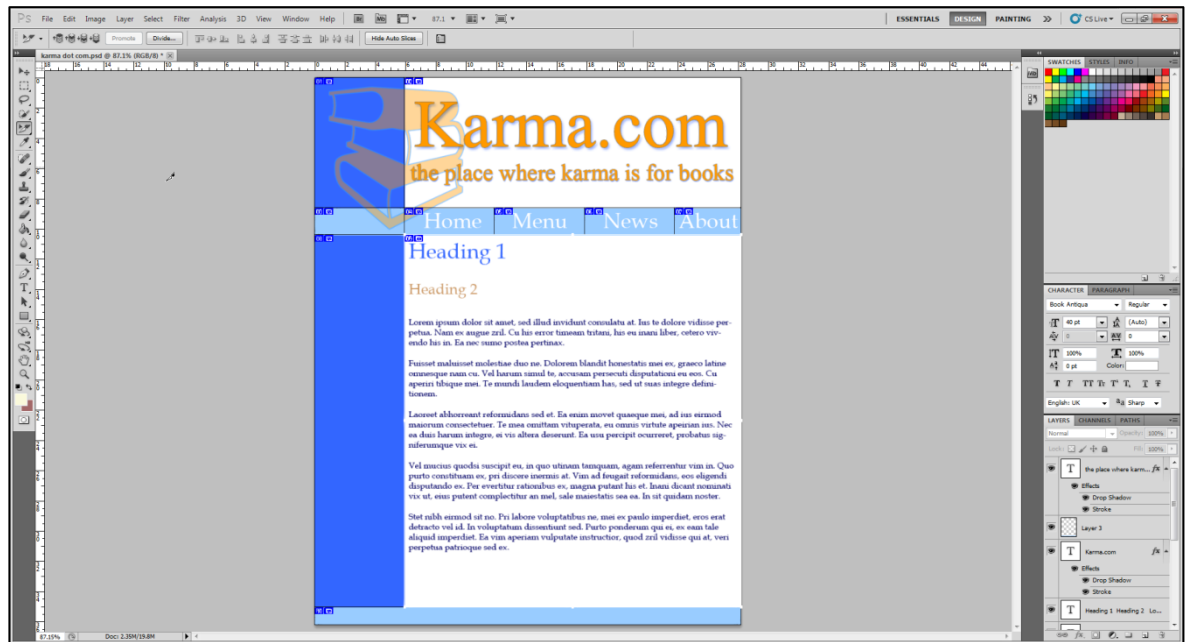 Ps File Edit Image Layer Select Filter Analysis 3D View Window Help Br Mb 87.1 ESSENTIALS DESIGN PAINTING CS Live
Promote Divide... Hide Auto Slices
karma dot com.psd @ 87.1% (RGB/8) *
SWATCHES STYLES INFO
Karma.com
the place where karma is for books
Home Menu News About
Heading 1
Heading 2
Lorem ipsum dolor sit amet, sed illud invidunt consulatu at. Ius te dolore vidisse per-
petua. Nam ex augue zril. Cu his error timeam tritani, his eu inani liber, cetero viv-
endo his in. Ea nec sumo postea pertinax.
Fuisset maluisset molestiae duo ne. Dolorem blandit honestatis mei ex, graeco latine
omnesque nam cu. Vel harum simul te, accusam persecuti disputationi eu eos. Cu
aperiri tibique mei. Te mundi laudem eloquentiam has, sed ut suas integre defini-
tionem.
Laoreet abhorreant reformidans sed et. Ea enim movet quaeque mei, ad ius eirmod
maiorum consectetuer. Te mea omittam vituperata, eu omnis virtute apeirian ius. Nec
ea duis harum integre, ei vis altera deserunt. Ea usu percipit ocurreret, probatus sig-
niferumque vix ei.
Vel mucius quodsi suscipit eu, in quo utinam tamquam, agam referrentur vim in. Quo
purto constituam ex, pri discere inermis at. Vim ad feugait reformidans, eos eligendi
disputando ex. Per evertitur rationibus ex, magna putant his et. Inani dicant nominati
vix ut, eius putent complectitur an mel, sale maiestatis sea ea. In sit quidam noster.
Stet nibh eirmod sit no. Pri labore voluptatibus ne, mei ex paulo imperdiet, eros erat
detracto vel id. In voluptatum dissentiunt sed. Purto ponderum qui ei, ex eam tale
aliquid imperdiet. Ea vim aperiam vulputate instructior, quod zril vidisse qui at, veri
perpetua patrioque sed ex.
CHARACTER PARAGRAPH
Book Antiqua Regular
40 pt (Auto)
0 0
100% 100%
0 pt Color:
English: UK Sharp
LAYERS CHANNELS PATHS
Normal Opacity: 100%
Lock: Fill: 100%
the place where karm... fx
Effects
Drop Shadow
Stroke
Layer 3
Karma.com fx
Effects
Drop Shadow
Stroke
Heading 1 Heading 2 Lo...
87.15% Doc: 2.35M/19.8M